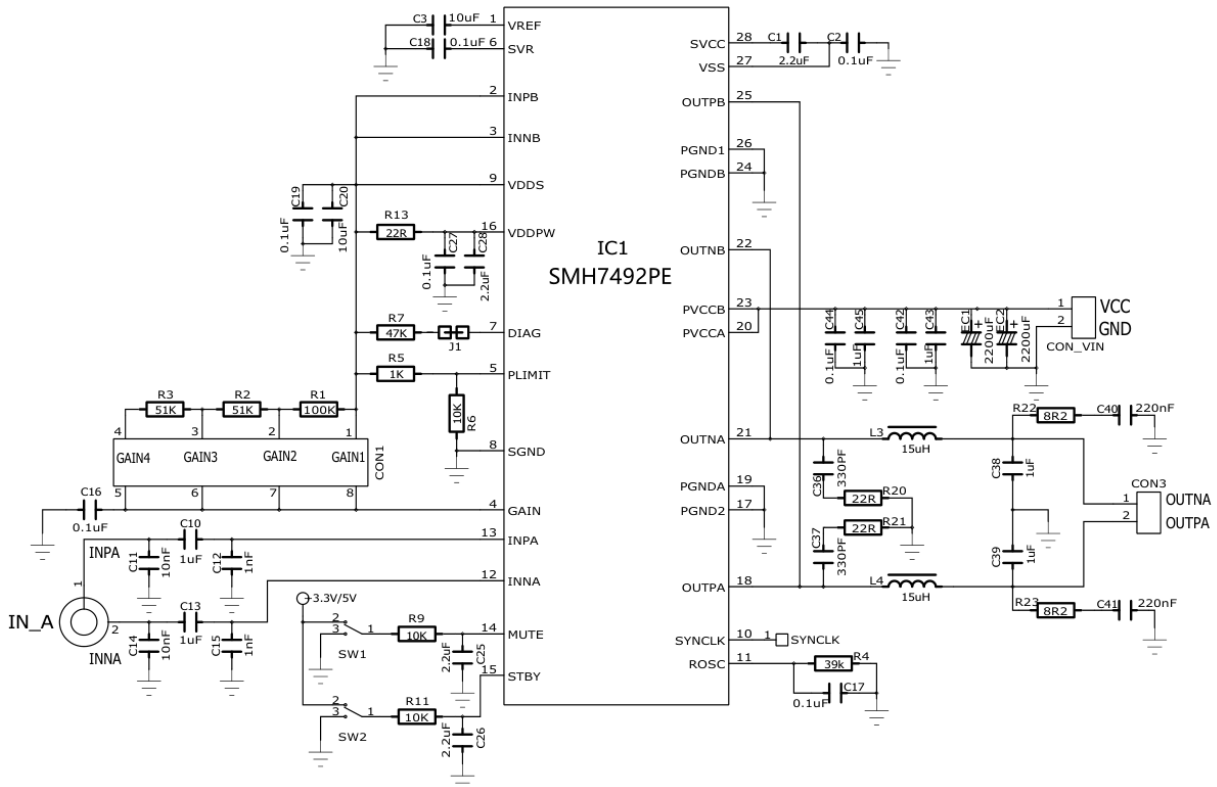 C3 10uF 1 VREF
C18 0.1uF 6 SVR
2 INPB
3 INNB
9 VDDS
C19 0.1uF
C20 10uF
R13 22R 16 VDDPW
C27 0.1uF
C28 2.2uF
R7 47K J1 7 DIAG
R5 1K 5 PLIMIT
10K R6
8 SGND
R3 51K
R2 51K
R1 100K
4 3 2 1
GAIN4 GAIN3 GAIN2 GAIN1
CON1
5 6 7 8
C16 0.1uF
4 GAIN
INPA
C10 1uF
C11 10nF
C12 1nF
13 INPA
1
IN_A
2
INNA
C13 1uF
C14 10nF
C15 1nF
12 INNA
+3.3V/5V
2
3 1
SW1
R9 10K
14 MUTE
2.2uF C25
15 STBY
2
3 1
SW2
R11 10K
2.2uF C26
IC1
SMH7492PE
SVCC 28 C1 2.2uF C2 0.1uF
VSS 27
OUTPB 25
PGND1 26
PGNDB 24
OUTNB 22
PVCCB 23
PVCCA 20
C44 0.1uF
C45 1uF
C42 0.1uF
C43 1uF
EC1 + 2200uF
EC2 + 2200uF
1 VCC
2 GND
CON_VIN
OUTNA 21
L3 15uH
R22 8R2 C40 220nF
C36 330PF
R20 22R
R21 22R
C37 330PF
C38 1uF
C39 1uF
CON3
1 OUTNA
2 OUTPA
PGNDA 19
PGND2 17
OUTPA 18
L4 15uH
R23 8R2 C41 220nF
SYNCLK 10 1 SYNCLK
ROSC 11
39k R4
0.1uF C17